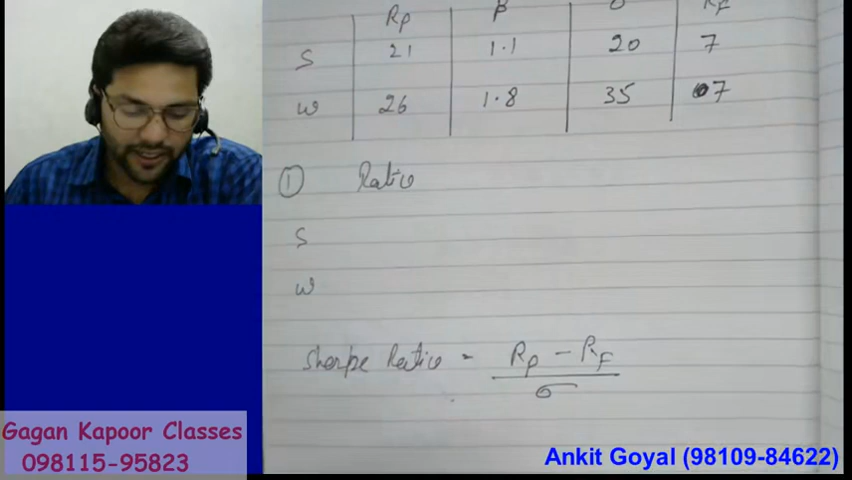 Rp β σ RF
S 21 1.1 20 7
W 26 1.8 35 07
① Ratio
S
W
Sharpe Ratio = Rp - RF
σ
Gagan Kapoor Classes
098115-95823
Ankit Goyal (98109-84622)